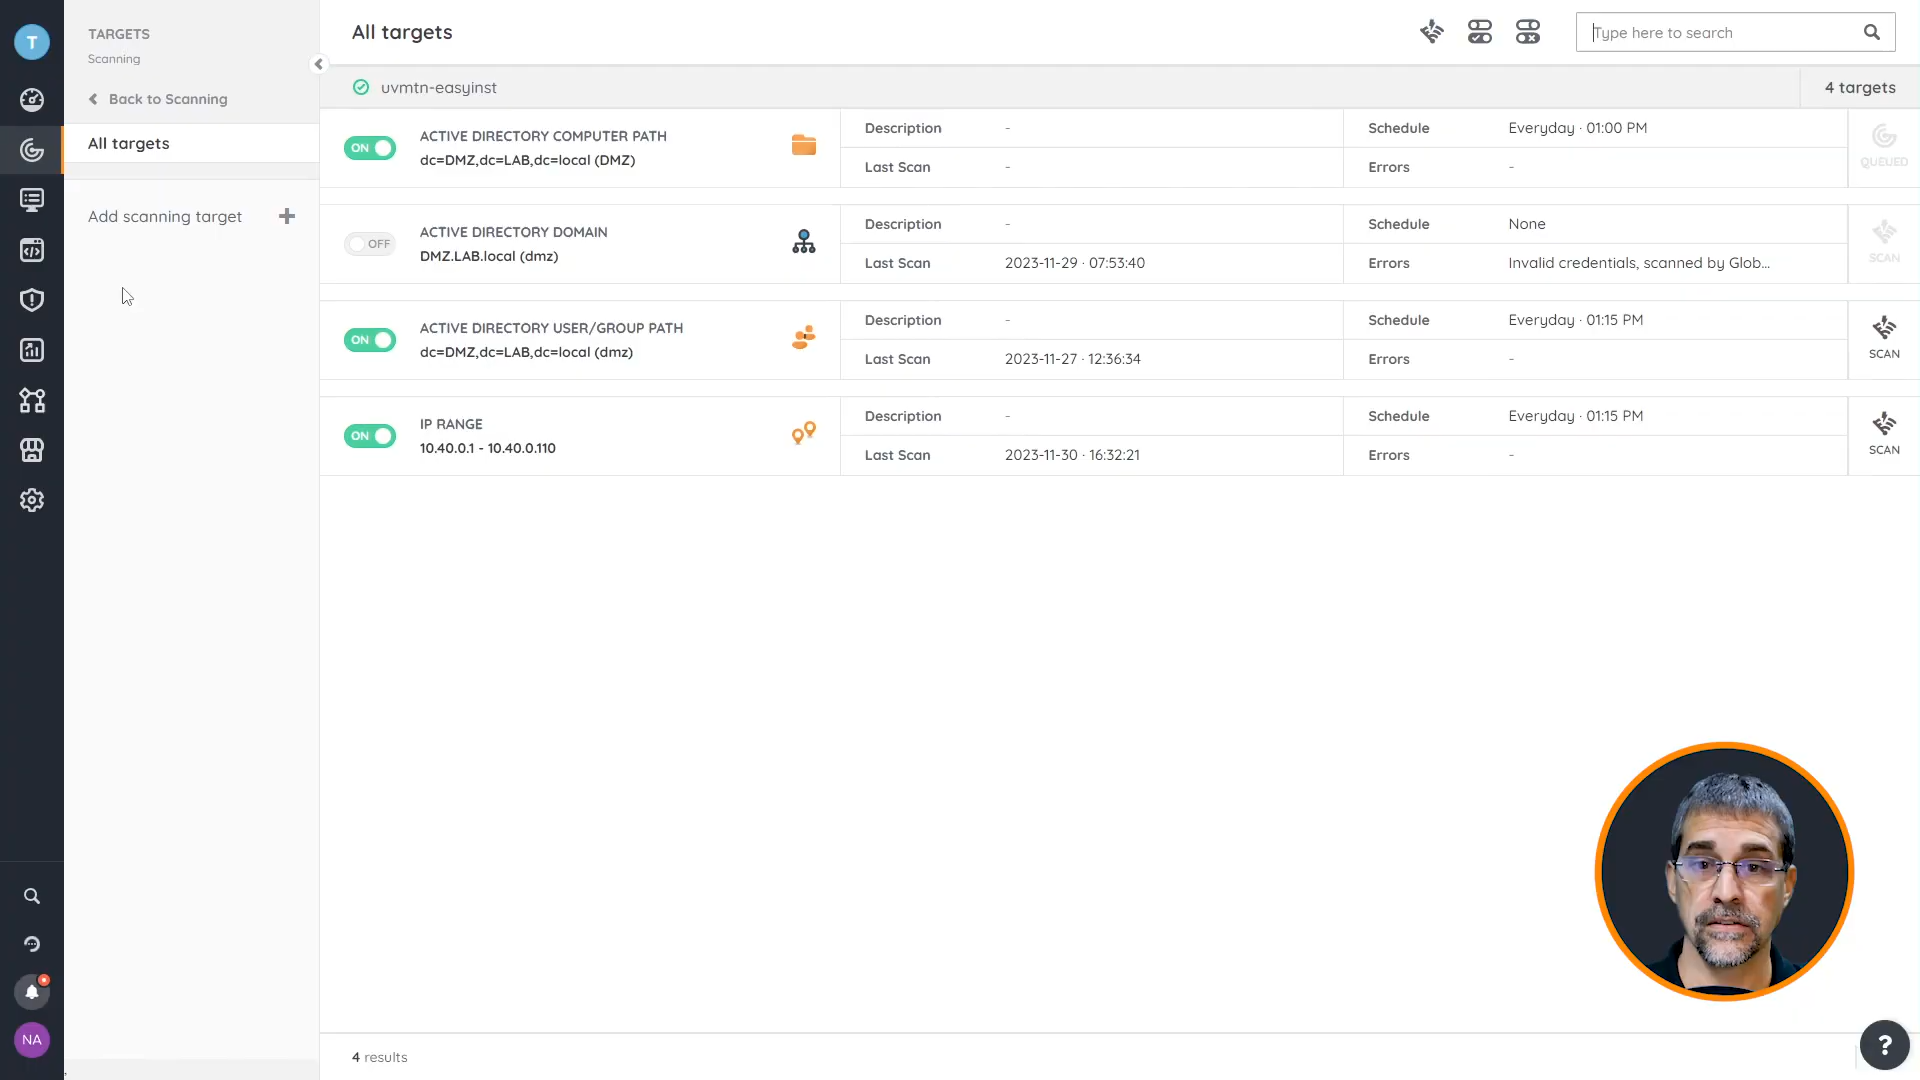 T
TARGETS
Scanning
Back to Scanning
All targets
Add scanning target
NA
All targets
Type here to search
uvmtn-easyinst
4 targets
ON
ACTIVE DIRECTORY COMPUTER PATH
dc=DMZ,dc=LAB,dc=local (DMZ)
Description -
Last Scan -
Schedule Everyday · 01:00 PM
Errors -
QUEUED
OFF
ACTIVE DIRECTORY DOMAIN
DMZ.LAB.local (dmz)
Description -
Last Scan 2023-11-29 · 07:53:40
Schedule None
Errors Invalid credentials, scanned by Glob...
SCAN
ON
ACTIVE DIRECTORY USER/GROUP PATH
dc=DMZ,dc=LAB,dc=local (dmz)
Description -
Last Scan 2023-11-27 · 12:36:34
Schedule Everyday · 01:15 PM
Errors -
SCAN
ON
IP RANGE
10.40.0.1 - 10.40.0.110
Description -
Last Scan 2023-11-30 · 16:32:21
Schedule Everyday · 01:15 PM
Errors -
SCAN
4 results
?